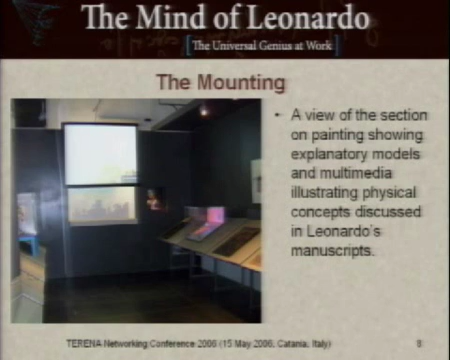 The Mind of Leonardo
[The Universal Genius at Work]
The Mounting
• A view of the section
on painting showing
explanatory models
and multimedia
illustrating physical
concepts discussed
in Leonardo's
manuscripts.
TERENA Networking Conference 2006 (15 May 2006, Catania, Italy)
8